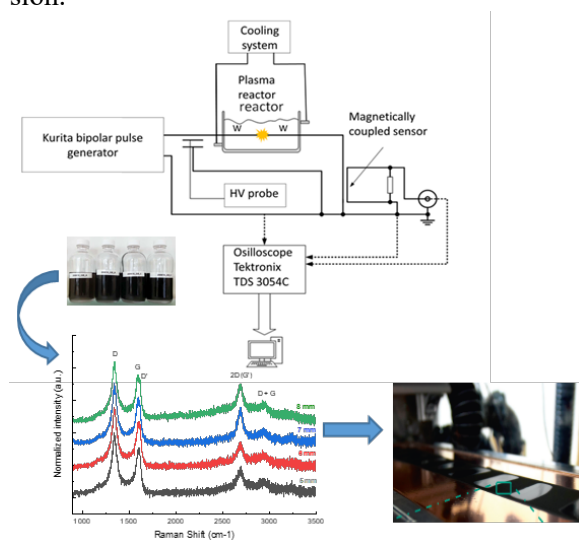 sion.
Cooling
system
Plasma
reactor
reactor
W W
Magnetically
coupled sensor
Kurita bipolar pulse
generator
HV probe
Osilloscope
Tektronix
TDS 3054C
D
G
D'
2D(G')
D + G
8 mm
7 mm
6 mm
5 mm
Normalized intensity (a.u.)
1000 1500 2000 2500 3000 3500
Raman Shift (cm-1)